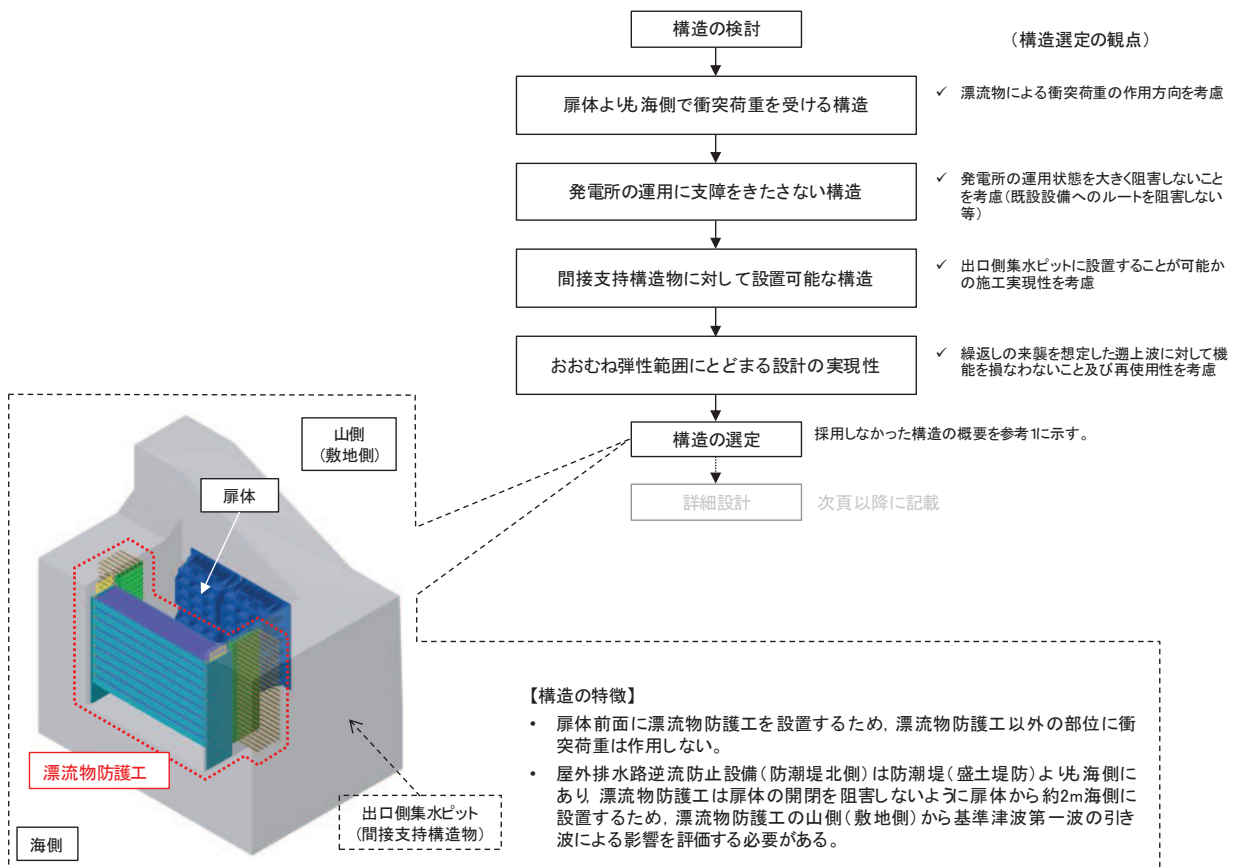 構造の検討
(構造選定の観点)
扉体よりも海側で衝突荷重を受ける構造
✓ 漂流物による衝突荷重の作用方向を考慮
発電所の運用に支障をきたさない構造
✓ 発電所の運用状態を大きく阻害しないこと
を考慮(既設設備へのルートを阻害しない
等)
間接支持構造物に対して設置可能な構造
✓ 出口側集水ピットに設置することが可能か
の施工実現性を考慮
おおむね弾性範囲にとどまる設計の実現性
✓ 繰返しの来襲を想定した遡上波に対して機
能を損なわないこと及び再使用性を考慮
構造の選定
採用しなかった構造の概要を参考1に示す。
詳細設計
次頁以降に記載
山側
(敷地側)
扉体
漂流物防護工
海側
出口側集水ピット
(間接支持構造物)
【構造の特徴】
• 扉体前面に漂流物防護工を設置するため,漂流物防護工以外の部位に衝
突荷重は作用しない。
• 屋外排水路逆流防止設備(防潮堤北側)は防潮堤(盛土堤防)よりも海側に
あり,漂流物防護工は扉体の開閉を阻害しないように扉体から約2m海側に
設置するため,漂流物防護工の山側(敷地側)から基準津波第一波の引き
波による影響を評価する必要がある。